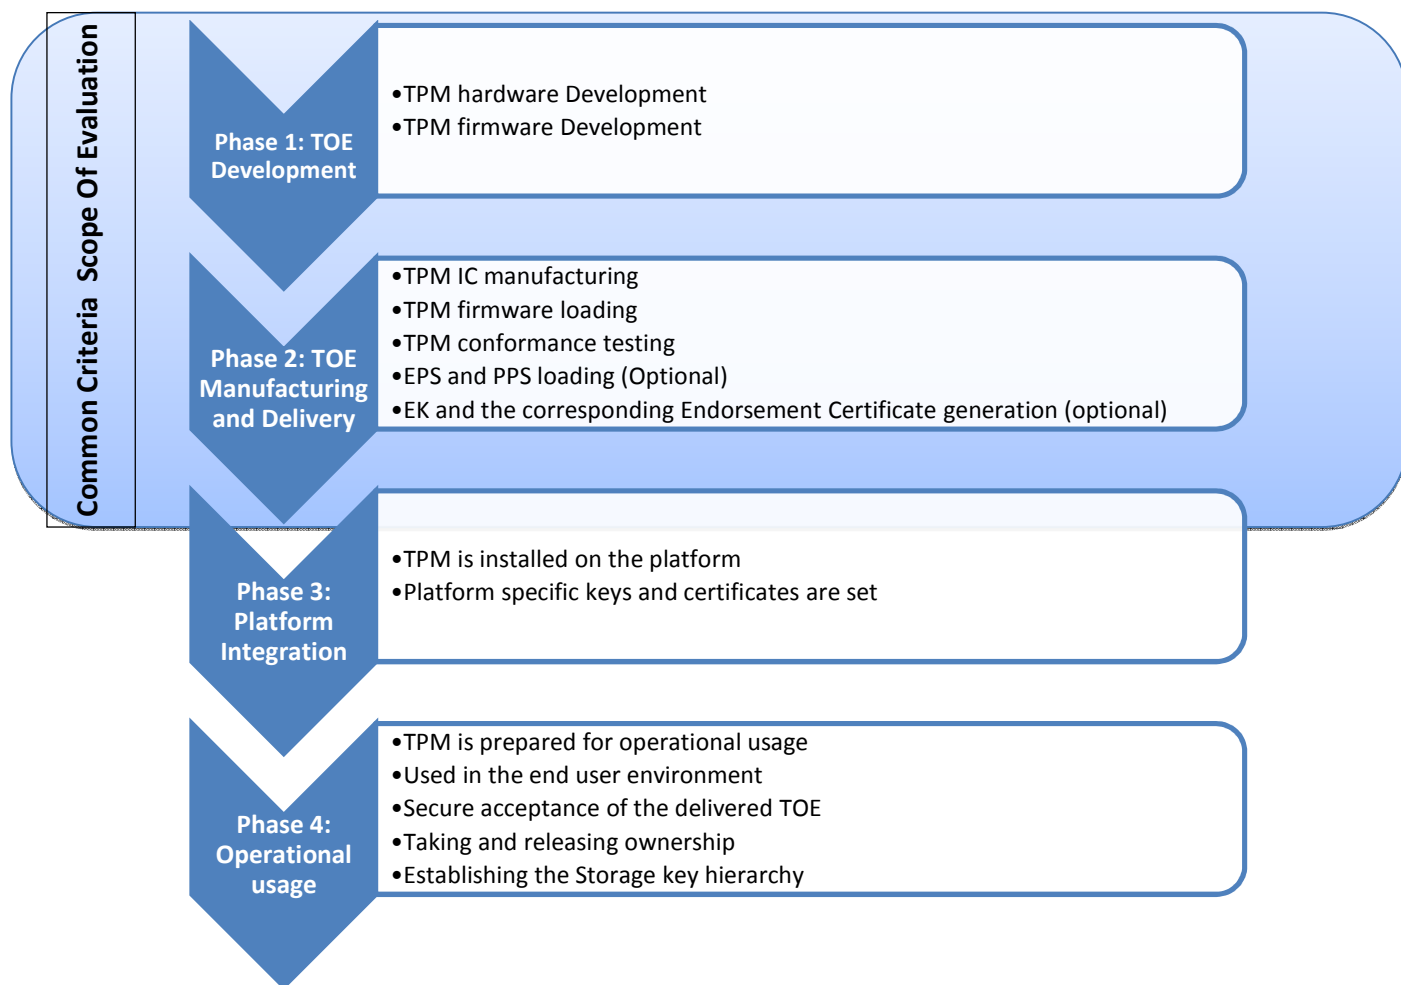 Common Criteria  Scope Of Evaluation
Phase 1: TOE
Development
•TPM hardware Development
•TPM firmware Development
Phase 2: TOE
Manufacturing
and Delivery
•TPM IC manufacturing
•TPM firmware loading
•TPM conformance testing
•EPS and PPS loading (Optional)
•EK and the corresponding Endorsement Certificate generation (optional)
Phase 3:
Platform
Integration
•TPM is installed on the platform
•Platform specific keys and certificates are set
Phase 4:
Operational
usage
•TPM is prepared for operational usage
•Used in the end user environment
•Secure acceptance of the delivered TOE
•Taking and releasing ownership
•Establishing the Storage key hierarchy